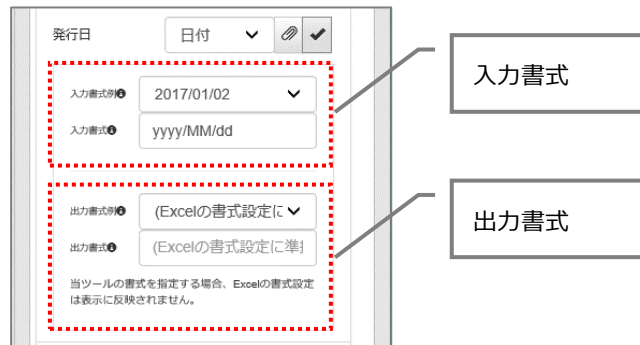 発行日 日付
入力書式例 2017/01/02
入力書式 yyyy/MM/dd
出力書式例 (Excelの書式設定に
出力書式 (Excelの書式設定に準
当ツールの書式を指定する場合、Excelの書式設定
は表示に反映されません。
入力書式
出力書式